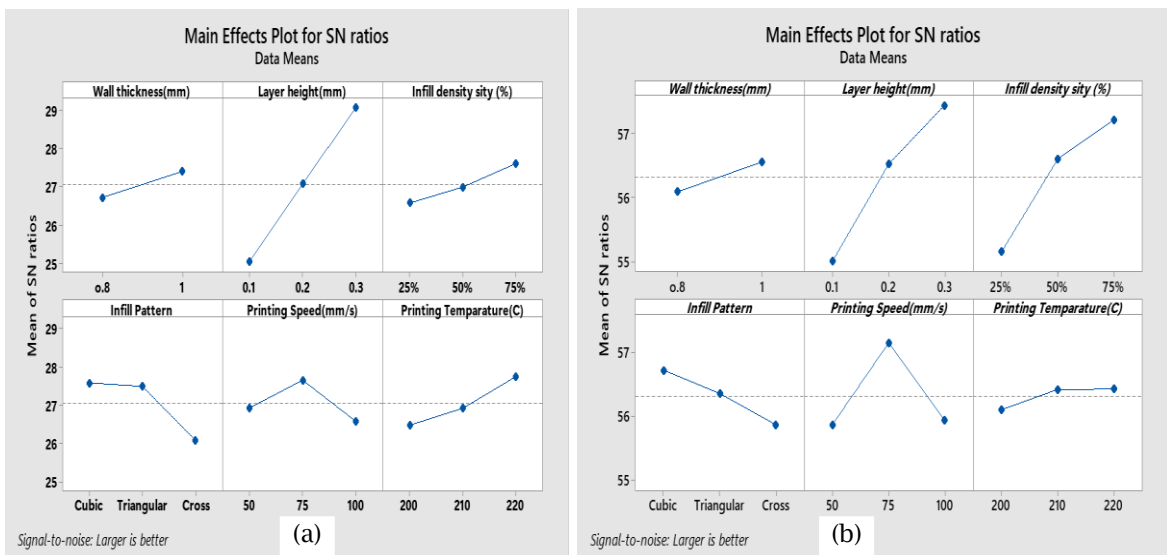 Main Effects Plot for SN ratios
Data Means
Wall thickness(mm) Layer height(mm) Infill density sity (%)
29
28
27
26
25
o.8 1 0.1 0.2 0.3 25% 50% 75%
Infill Pattern Printing Speed(mm/s) Printing Temparature(C)
29
28
27
26
25
Cubic Triangular Cross 50 75 100 200 210 220
Mean of SN ratios
Signal-to-noise: Larger is better
(a)
Main Effects Plot for SN ratios
Data Means
Wall thickness(mm) Layer height(mm) Infill density sity (%)
57
56
55
o.8 1 0.1 0.2 0.3 25% 50% 75%
Infill Pattern Printing Speed(mm/s) Printing Temparature(C)
57
56
55
Cubic Triangular Cross 50 75 100 200 210 220
Mean of SN ratios
Signal-to-noise: Larger is better
(b)